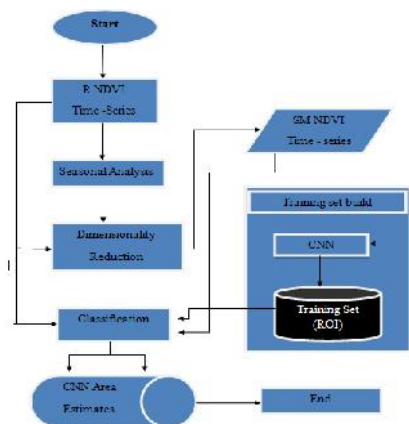 Start
R NDVI
Time -Series
SM NDVI
Time - series
Seasonal Analysis
Training set build
Dimensionality
Reduction
CNN
Training Set
(ROI)
Classification
CNN Area
Estimates
End